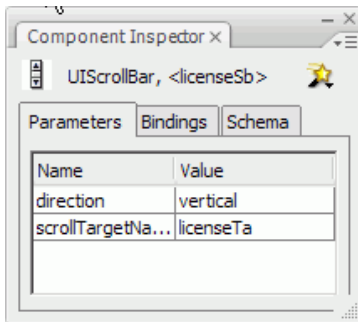 Component Inspector ×
UIScrollBar, <licenseSb>
Parameters Bindings Schema
Name Value
direction vertical
scrollTargetNa... licenseTa